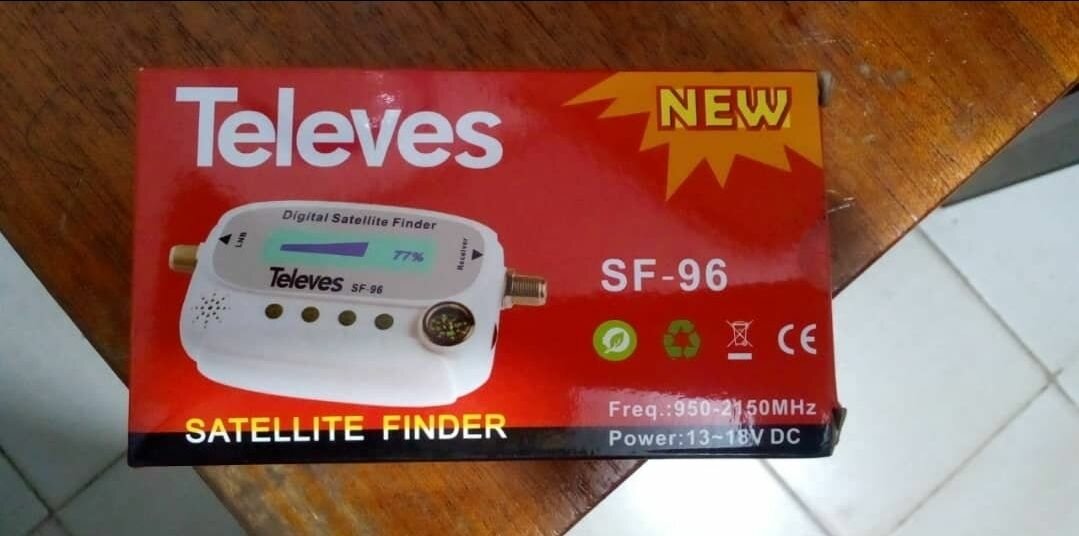 Televes
NEW
Digital Satellite Finder
LNB
77%
Receiver
Televes SF-96
SF-96
CE
SATELLITE FINDER
Freq.:950-2150MHz
Power:13~18V DC